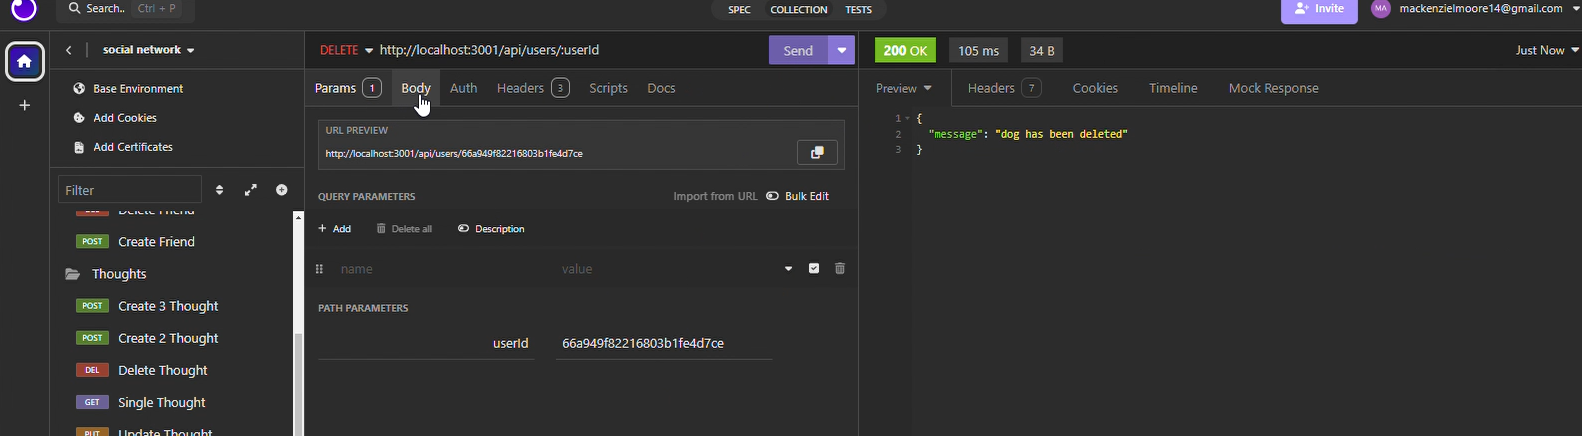 Search.. Ctrl + P SPEC COLLECTION TESTS Invite MA mackenzielmoore14@gmail.com
social network DELETE http://localhost:3001/api/users/:userId Send 200 OK 105 ms 34 B Just Now
Base Environment
Add Cookies
Add Certificates
Filter
Delete Friend
POST Create Friend
Thoughts
POST Create 3 Thought
POST Create 2 Thought
DEL Delete Thought
GET Single Thought
PUT Update Thought
Params 1 Body Auth Headers 3 Scripts Docs
URL PREVIEW
http://localhost:3001/api/users/66a949f82216803b1fe4d7ce
QUERY PARAMETERS Import from URL Bulk Edit
+ Add Delete all Description
name value
PATH PARAMETERS
userId 66a949f82216803b1fe4d7ce
Preview Headers 7 Cookies Timeline Mock Response
1 {
2 "message": "dog has been deleted"
3 }